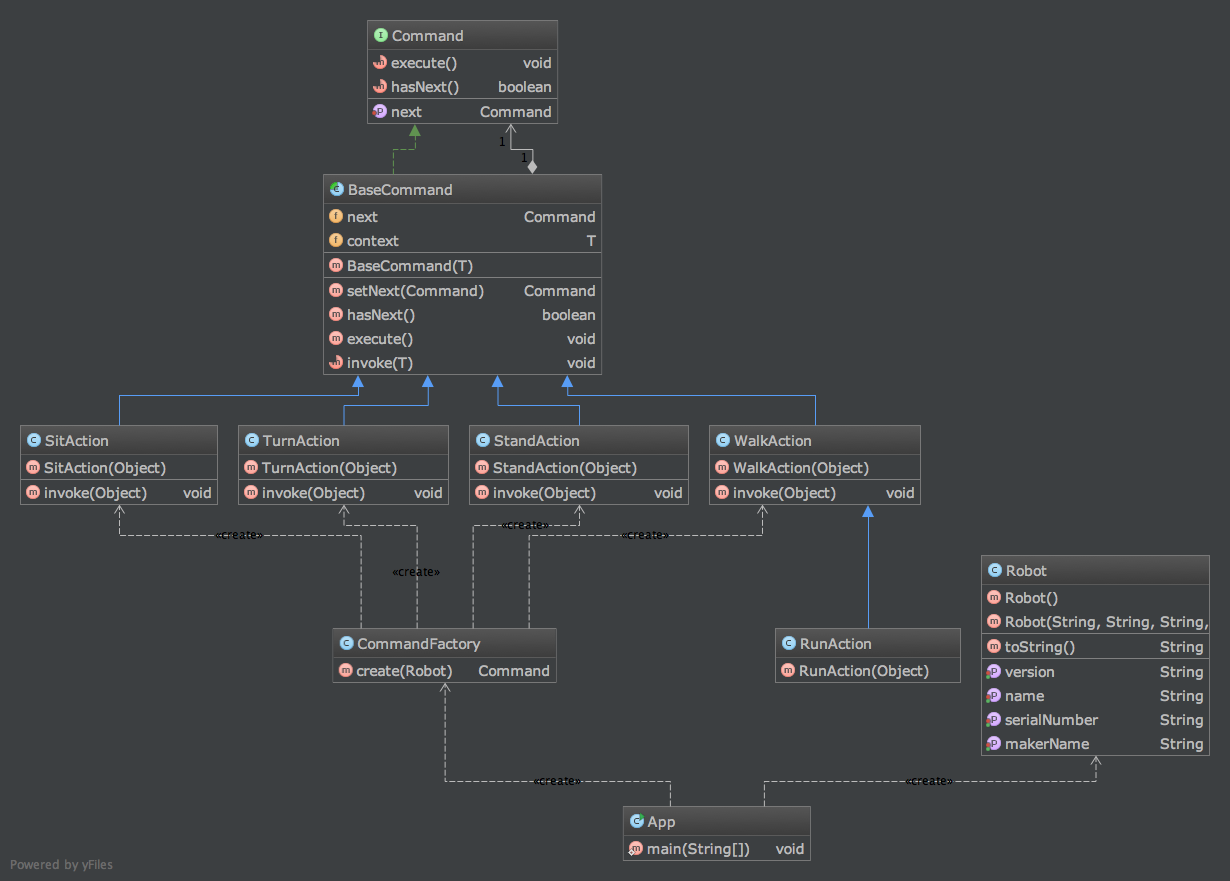 Command
execute() void
hasNext() boolean
next Command
1
1
BaseCommand
next Command
context T
BaseCommand(T)
setNext(Command) Command
hasNext() boolean
execute() void
invoke(T) void
SitAction
SitAction(Object)
invoke(Object) void
TurnAction
TurnAction(Object)
invoke(Object) void
StandAction
StandAction(Object)
invoke(Object) void
WalkAction
WalkAction(Object)
invoke(Object) void
«create»
«create»
«create»
«create»
CommandFactory
create(Robot) Command
RunAction
RunAction(Object)
Robot
Robot()
Robot(String, String, String,
toString() String
version String
name String
serialNumber String
makerName String
«create»
«create»
App
main(String[]) void
Powered by yFiles